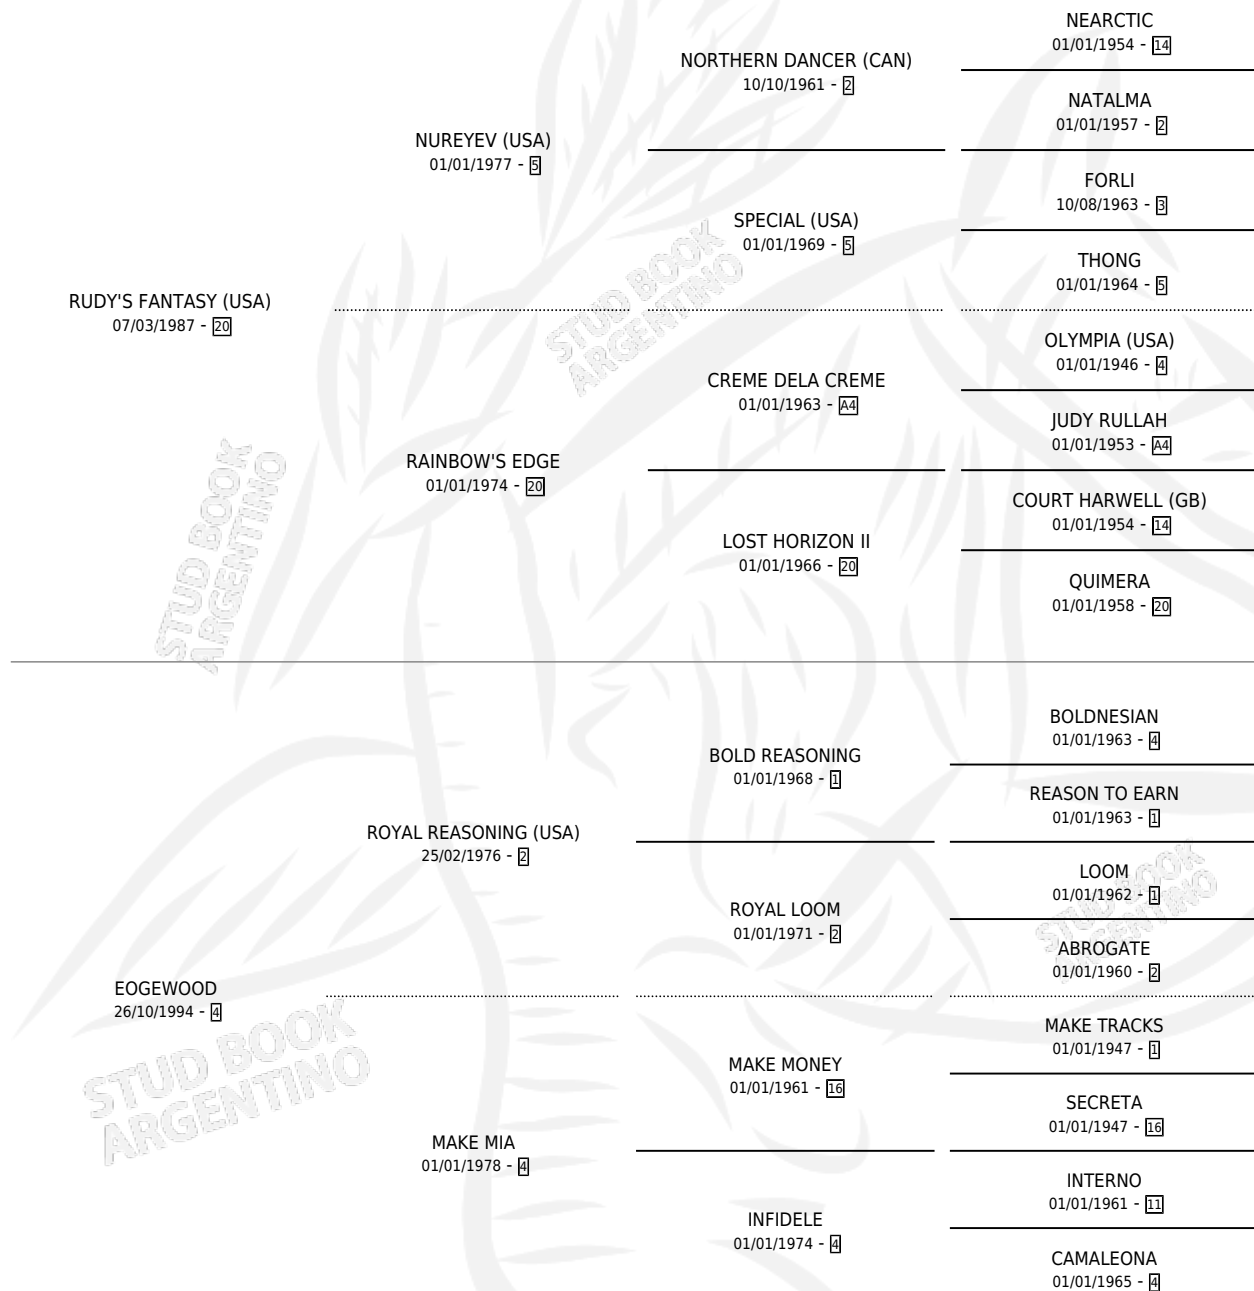 NEARCTIC
01/01/1954 - 14
NORTHERN DANCER (CAN)
10/10/1961 - 2
NATALMA
01/01/1957 - 2
NUREYEV (USA)
01/01/1977 - 5
FORLI
10/08/1963 - 3
SPECIAL (USA)
01/01/1969 - 5
THONG
01/01/1964 - 5
RUDY'S FANTASY (USA)
07/03/1987 - 20
OLYMPIA (USA)
01/01/1946 - 4
CREME DELA CREME
01/01/1963 - A4
JUDY RULLAH
01/01/1953 - A4
RAINBOW'S EDGE
01/01/1974 - 20
COURT HARWELL (GB)
01/01/1954 - 14
LOST HORIZON II
01/01/1966 - 20
QUIMERA
01/01/1958 - 20
BOLDNESIAN
01/01/1963 - 4
BOLD REASONING
01/01/1968 - 1
REASON TO EARN
01/01/1963 - 1
ROYAL REASONING (USA)
25/02/1976 - 2
LOOM
01/01/1962 - 1
ROYAL LOOM
01/01/1971 - 2
ABROGATE
01/01/1960 - 2
EOGEWOOD
26/10/1994 - 4
MAKE TRACKS
01/01/1947 - 1
MAKE MONEY
01/01/1961 - 16
SECRETA
01/01/1947 - 16
MAKE MIA
01/01/1978 - 4
INTERNO
01/01/1961 - 11
INFIDELE
01/01/1974 - 4
CAMALEONA
01/01/1965 - 4
STUD BOOK
ARGENTINO
STUD BOOK
ARGENTINO
STUD BOOK
ARGENTINO
STUD BOOK
ARGENTINO